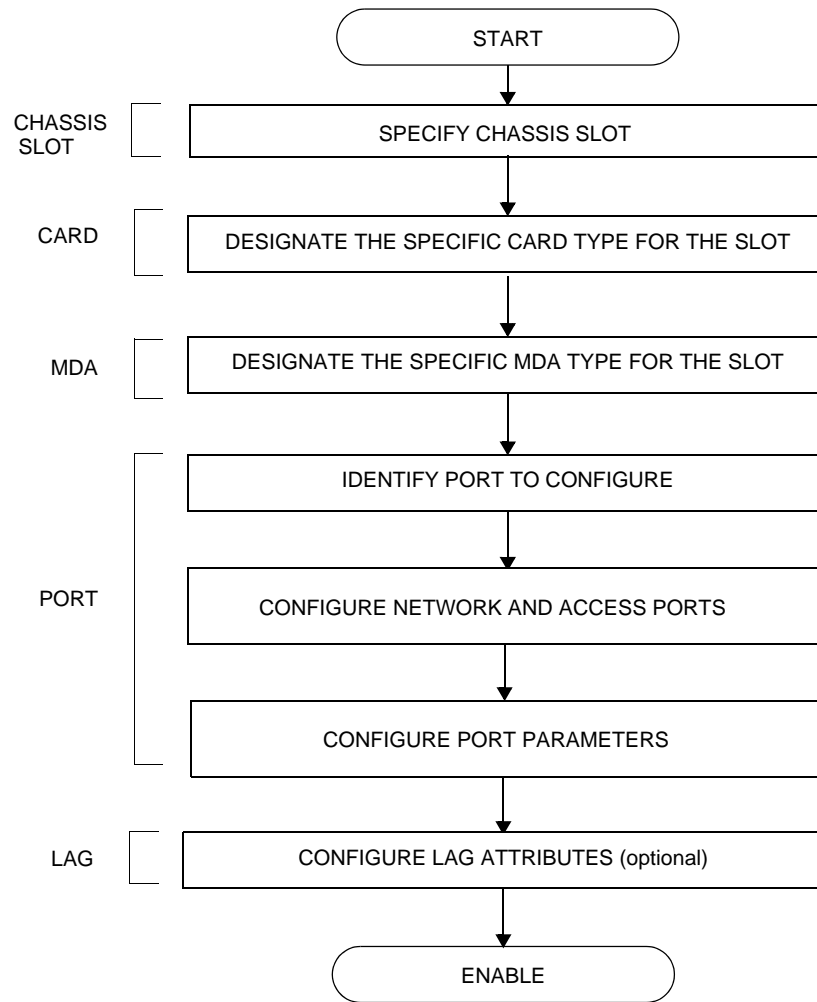 START
CHASSIS
SLOT
SPECIFY CHASSIS SLOT
CARD
DESIGNATE THE SPECIFIC CARD TYPE FOR THE SLOT
MDA
DESIGNATE THE SPECIFIC MDA TYPE FOR THE SLOT
IDENTIFY PORT TO CONFIGURE
PORT
CONFIGURE NETWORK AND ACCESS PORTS
CONFIGURE PORT PARAMETERS
LAG
CONFIGURE LAG ATTRIBUTES (optional)
ENABLE